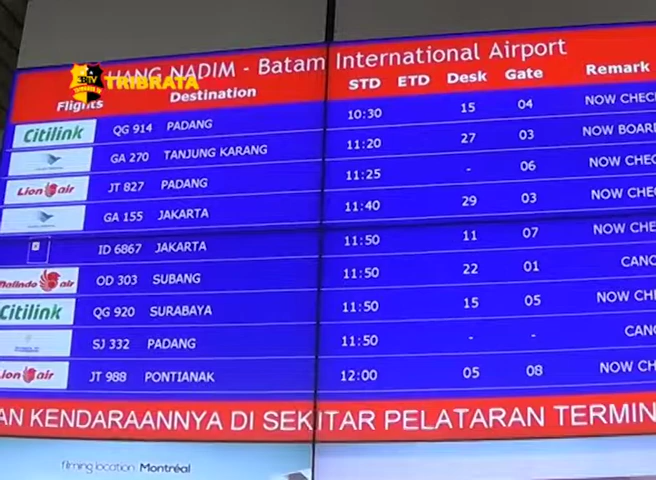 BTV TRIBRATA
HANG NADIM - Batam International Airport
Flights Destination STD ETD Desk Gate Remark
Citilink QG 914 PADANG 10:30 15 04 NOW CHEC
GA 270 TANJUNG KARANG 11:20 27 03 NOW BOAR
Lion air JT 827 PADANG 11:25 - 06 NOW CHEC
GA 155 JAKARTA 11:40 29 03 NOW CHEC
ID 6867 JAKARTA 11:50 11 07 NOW CHE
Malindo air OD 303 SUBANG 11:50 22 01 CANC
Citilink QG 920 SURABAYA 11:50 15 05 NOW CHE
SJ 332 PADANG 11:50 - - CANC
Lion air JT 988 PONTIANAK 12:00 05 08 NOW CHE
AN KENDARAANNYA DI SEKITAR PELATARAN TERMIN
filming location Montreal